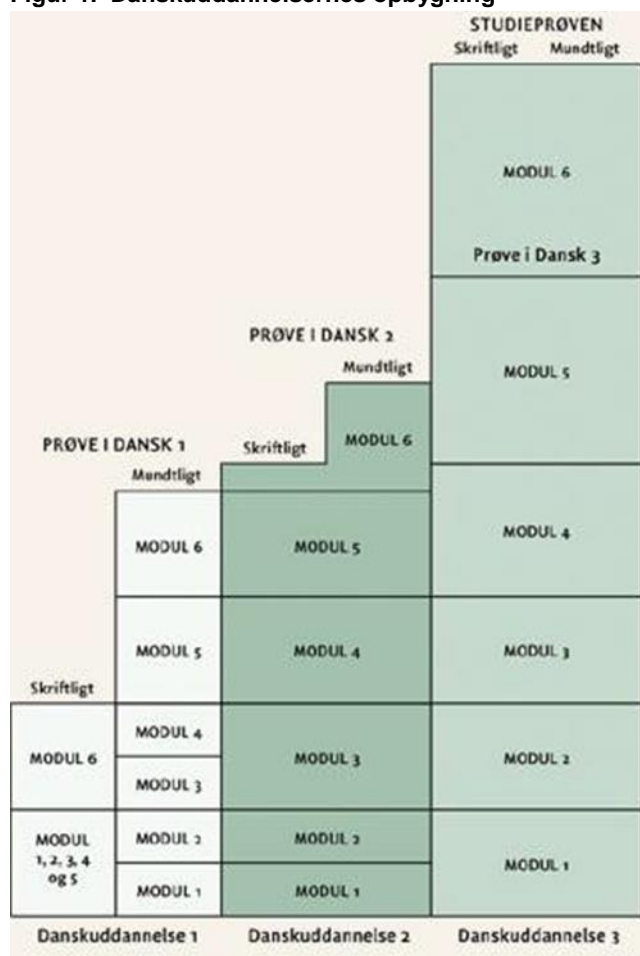 Figur 1: Danskuddannelsernes opbygning
STUDIEPRØVEN
Skriftligt Mundtligt
MODUL 6
Prøve i Dansk 3
MODUL 5
MODUL 4
MODUL 3
MODUL 2
MODUL 1
Danskuddannelse 3
PRØVE I DANSK 2
Mundtligt
Skriftligt
MODUL 6
MODUL 5
MODUL 4
MODUL 3
MODUL 2
MODUL 1
Danskuddannelse 2
PRØVE I DANSK 1
Mundtligt
MODUL 6
MODUL 5
MODUL 4
MODUL 3
MODUL 2
MODUL 1
Skriftligt
MODUL 6
MODUL
1, 2, 3, 4
og 5
Danskuddannelse 1